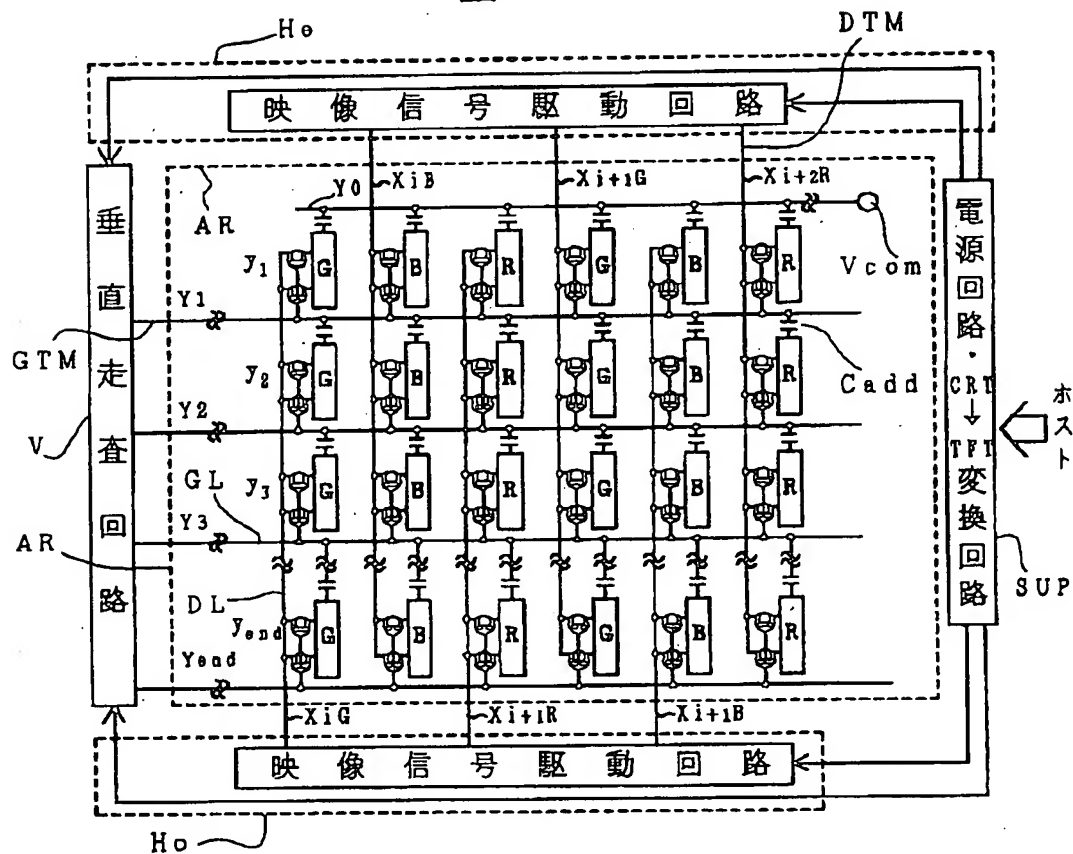 He
DTM
映像信号駆動回路
AR
Y0
XiB
Xi+1G
Xi+2R
Vcom
垂直走査回路
電源回路・CRT→TFT変換回路
ホスト
y1
G B R G B R
Y1
GTM
Cadd
y2
G B R G B R
Y2
V
y3
G B R G B R
GL
Y3
AR
SUP
DL
yend
G B R G B R
Yend
XiG
Xi+1R
Xi+1B
映像信号駆動回路
Ho